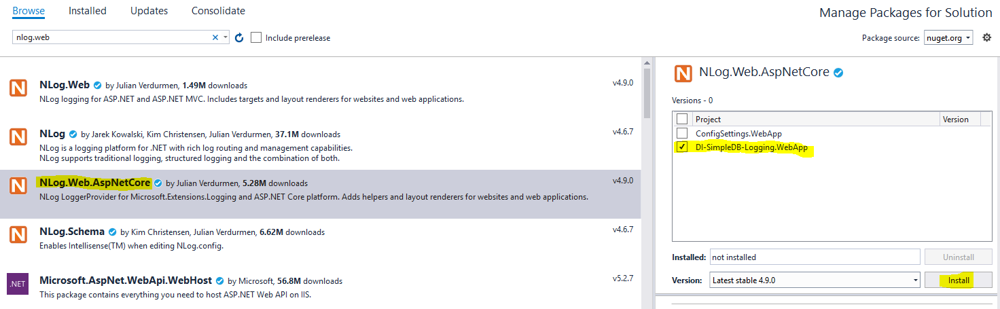 Browse Installed Updates Consolidate
Manage Packages for Solution
nlog.web
Include prerelease
Package source: nuget.org
N NLog.Web by Julian Verdurmen, 1.49M downloads v4.9.0
NLog logging for ASP.NET and ASP.NET MVC. Includes targets and layout renderers for websites and web applications.
N NLog by Jarek Kowalski, Kim Christensen, Julian Verdurmen, 37.1M downloads v4.6.7
NLog is a logging platform for .NET with rich log routing and management capabilities.
NLog supports traditional logging, structured logging and the combination of both.
N NLog.Web.AspNetCore by Julian Verdurmen, 5.28M downloads v4.9.0
NLog LoggerProvider for Microsoft.Extensions.Logging and ASP.NET Core platform. Adds helpers and layout renderers for websites and web applications.
N NLog.Schema by Kim Christensen, Julian Verdurmen, 6.62M downloads v4.6.7
Enables Intellisense(TM) when editing NLog.config.
.NET Microsoft.AspNet.WebApi.WebHost by Microsoft, 56.8M downloads v5.2.7
This package contains everything you need to host ASP.NET Web API on IIS.
N NLog.Web.AspNetCore
Versions - 0
Project Version
ConfigSettings.WebApp
DI-SimpleDB-Logging.WebApp
Installed: not installed Uninstall
Version: Latest stable 4.9.0 Install